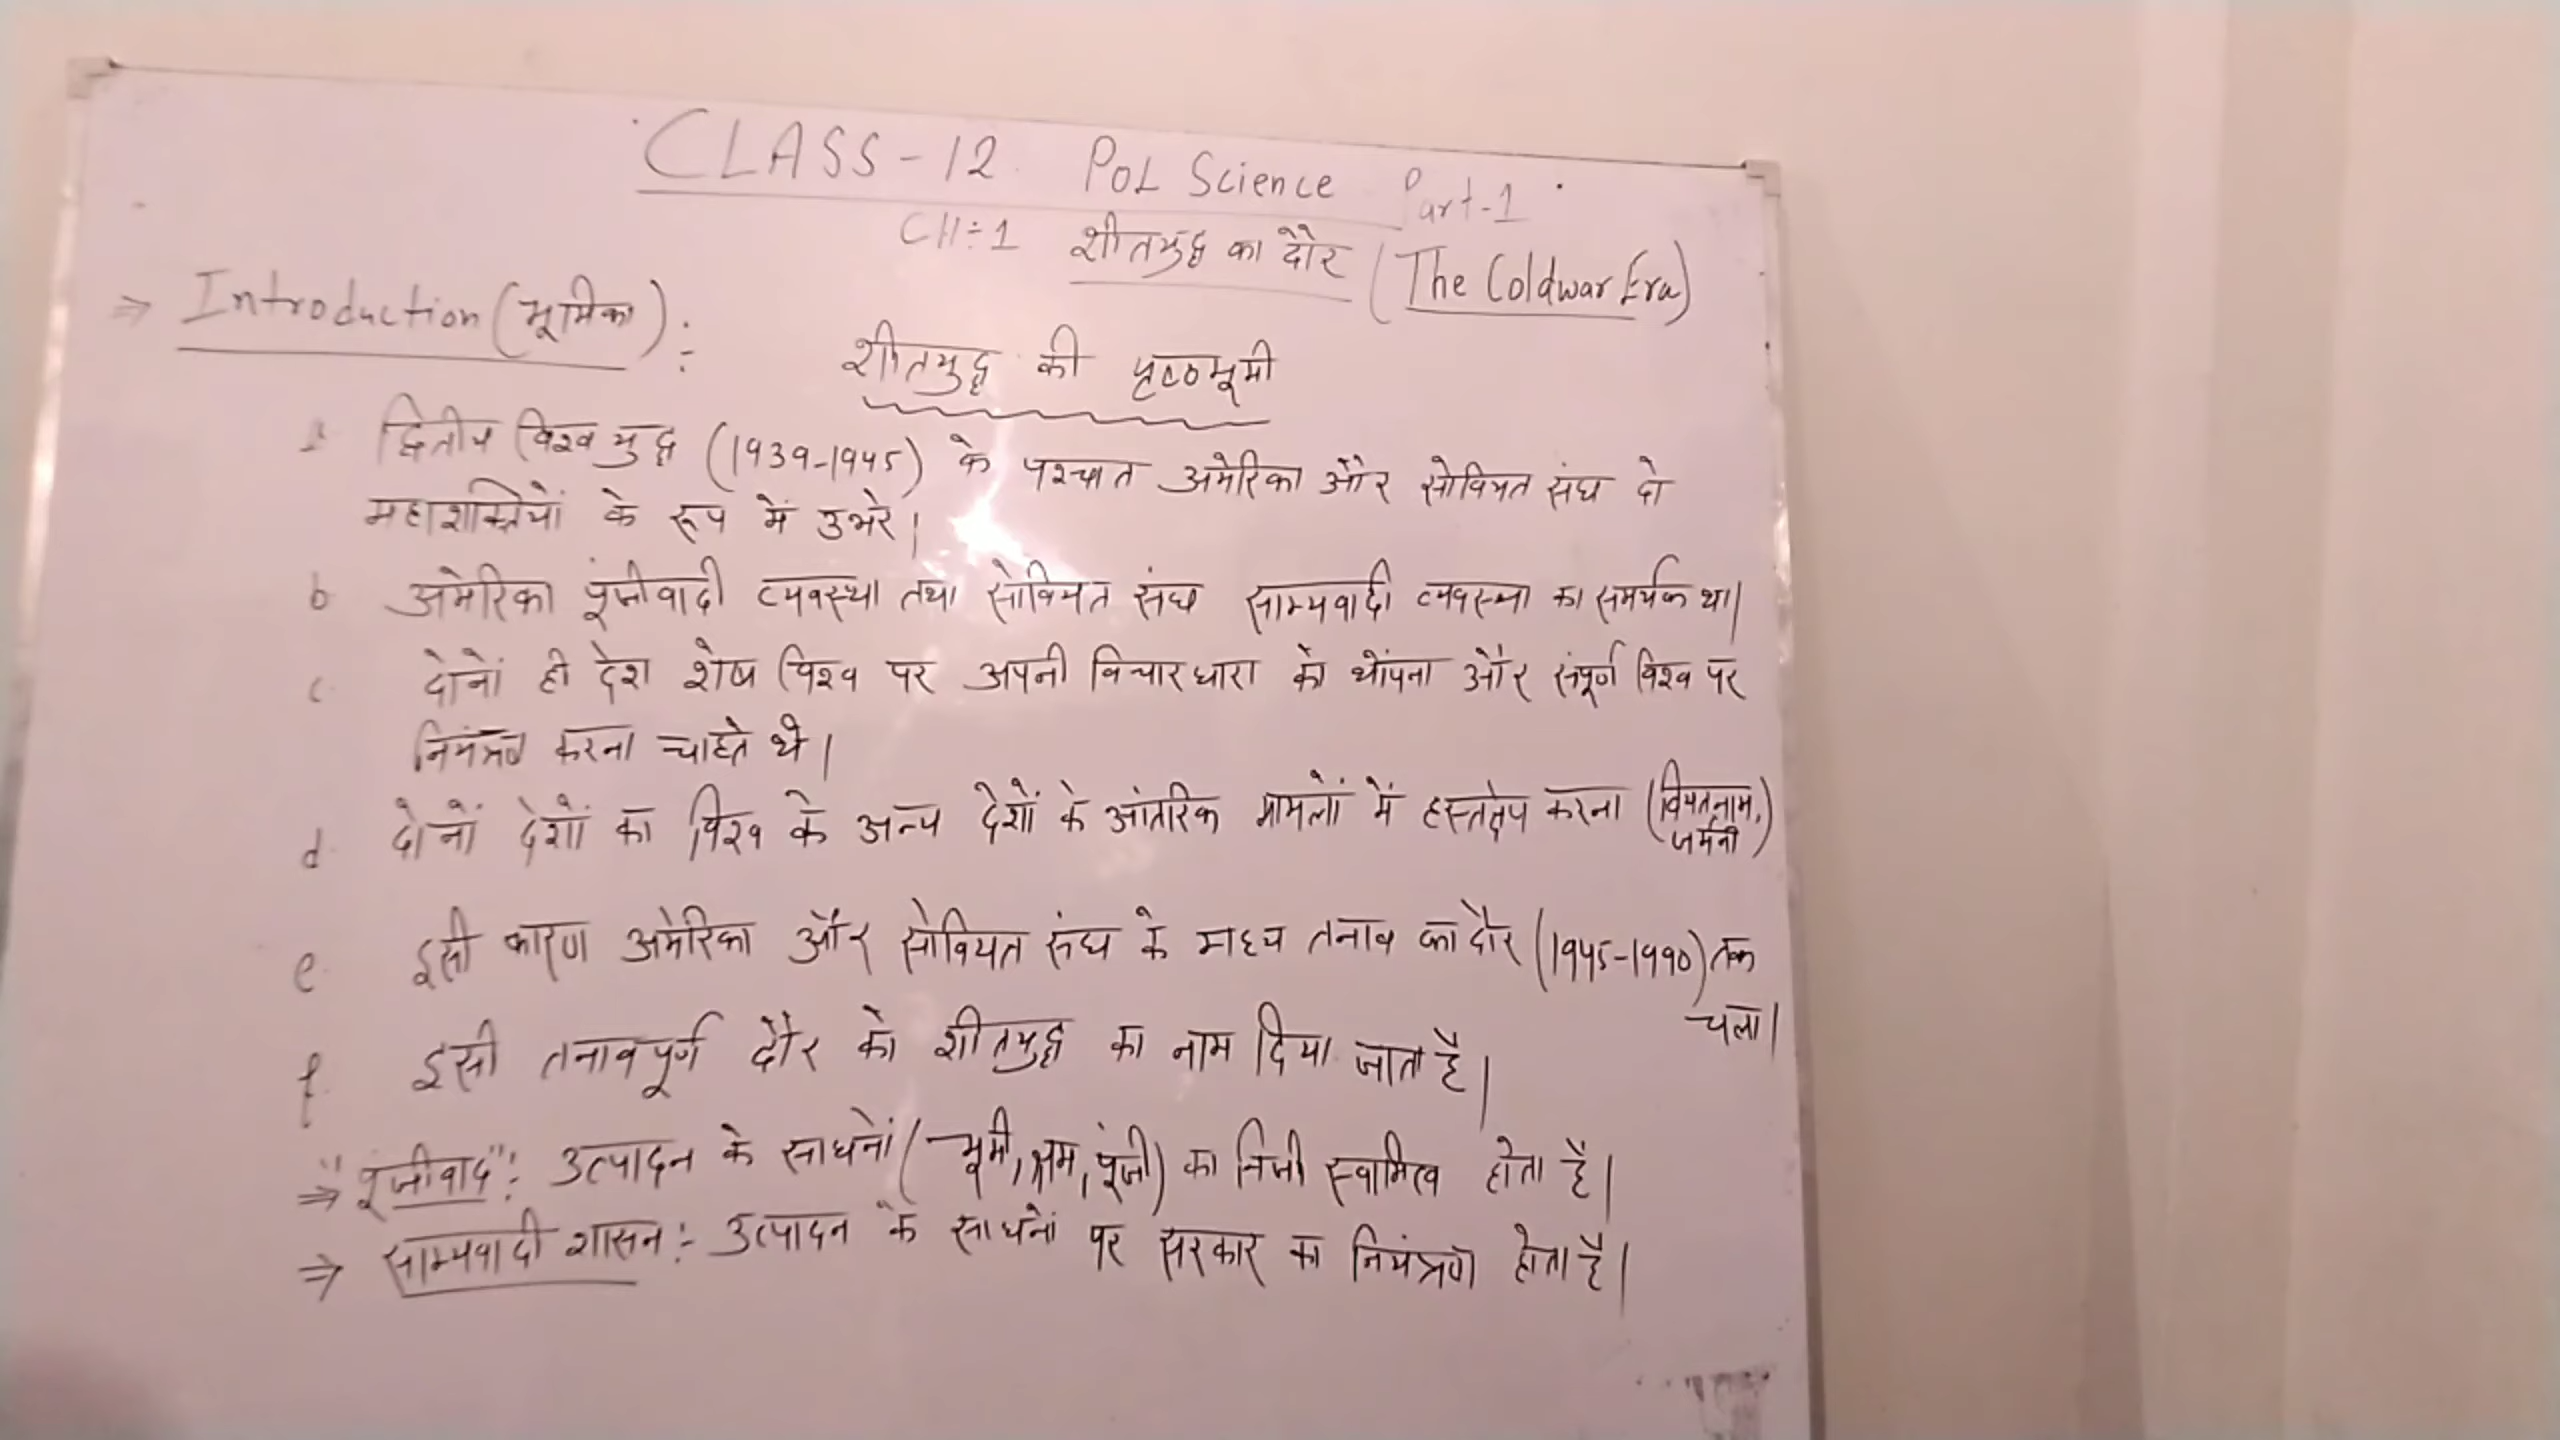 CLASS-12 Pol Science Part-1
CH÷1 शीतयुद्ध का दौर (The Coldwar Era)
⇒ Introduction (भूमिका) :-
शीतयुद्ध की पृष्ठभूमी
a द्वितीय विश्व युद्ध (1939-1945) के पश्चात अमेरिका और सोवियत संघ दो
महाशक्तियों के रूप में उभरे।
b अमेरिका पूंजीवादी व्यवस्था तथा सोवियत संघ साम्यवादी व्यवस्था का समर्थक था।
c दोनों ही देश शेष विश्व पर अपनी विचारधारा को थोंपना और संपूर्ण विश्व पर
नियंत्रण करना चाहते थे।
d दोनों देशों का विश्व के अन्य देशों के आंतरिक मामलों में हस्तक्षेप करना (वियतनाम,
जर्मनी)
e इसी कारण अमेरिका और सोवियत संघ के मध्य तनाव का दौर (1945-1990) तक
चला।
f इसी तनावपूर्ण दौर को शीतयुद्ध का नाम दिया जाता है।
⇒ "पूंजीवाद":- उत्पादन के साधनों (भूमी, श्रम, पूंजी) का निजी स्वामित्व होता है।
⇒ साम्यवादी शासन :- उत्पादन के साधनों पर सरकार का नियंत्रण होता है।